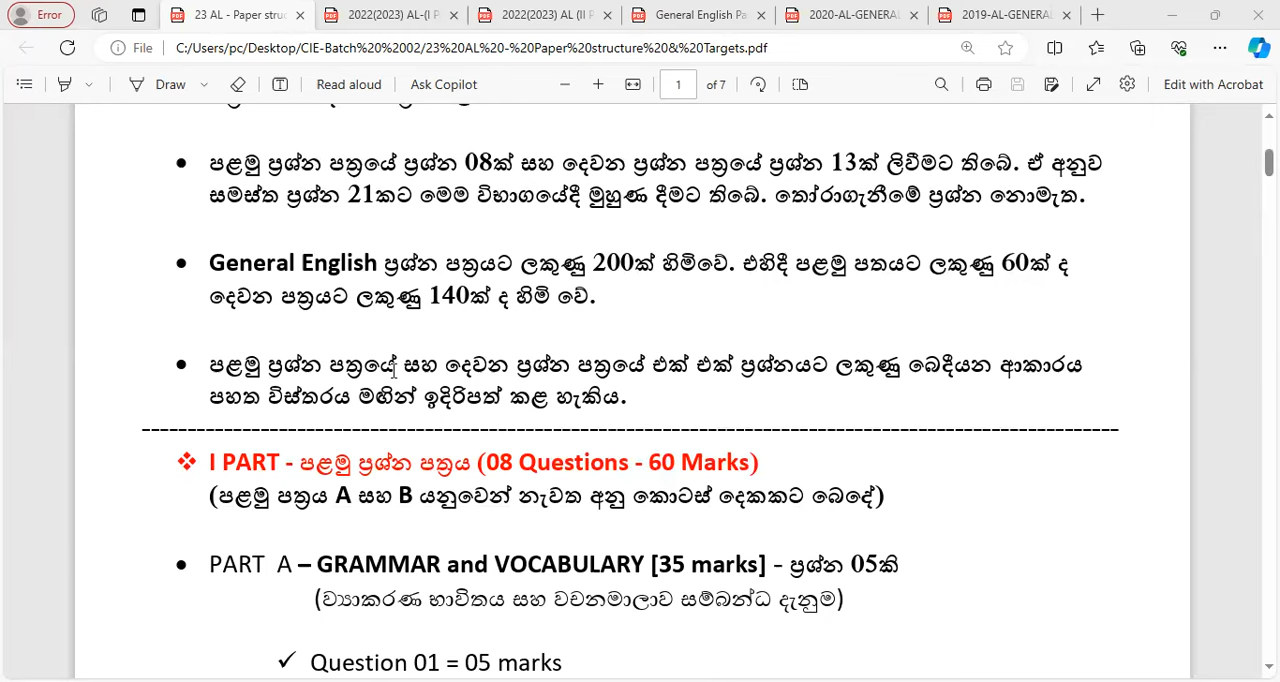 Error
23 AL - Paper struc
2022(2023) AL-(I P
2022(2023) AL (II P
General English Pa
2020-AL-GENERAL
2019-AL-GENERAL
File
C:/Users/pc/Desktop/CIE-Batch%20%2002/23%20AL%20-%20Paper%20structure%20&%20Targets.pdf
Draw
Read aloud
Ask Copilot
1
of 7
Edit with Acrobat
• පළමු ප්‍රශ්න පත්‍රයේ ප්‍රශ්න 08ක් සහ දෙවන ප්‍රශ්න පත්‍රයේ ප්‍රශ්න 13ක් ලිවීමට තිබේ. ඒ අනුව
සමස්ත ප්‍රශ්න 21කට මෙම විභාගයේදී මුහුණ දීමට තිබේ. තෝරාගැනීමේ ප්‍රශ්න නොමැත.
• General English ප්‍රශ්න පත්‍රයට ලකුණු 200ක් හිමිවේ. එහිදී පළමු පතයට ලකුණු 60ක් ද
දෙවන පත්‍රයට ලකුණු 140ක් ද හිමි වේ.
• පළමු ප්‍රශ්න පත්‍රයේ සහ දෙවන ප්‍රශ්න පත්‍රයේ එක් එක් ප්‍රශ්නයට ලකුණු බෙදීයන ආකාරය
පහත විස්තරය මඟින් ඉදිරිපත් කළ හැකිය.
❖ I PART - පළමු ප්‍රශ්න පත්‍රය (08 Questions - 60 Marks)
(පළමු පත්‍රය A සහ B යනුවෙන් නැවත අනු කොටස් දෙකකට බෙදේ)
• PART A – GRAMMAR and VOCABULARY [35 marks] - ප්‍රශ්න 05කි
(ව්‍යාකරණ භාවිතය සහ වචනමාලාව සම්බන්ධ දැනුම)
✓ Question 01 = 05 marks